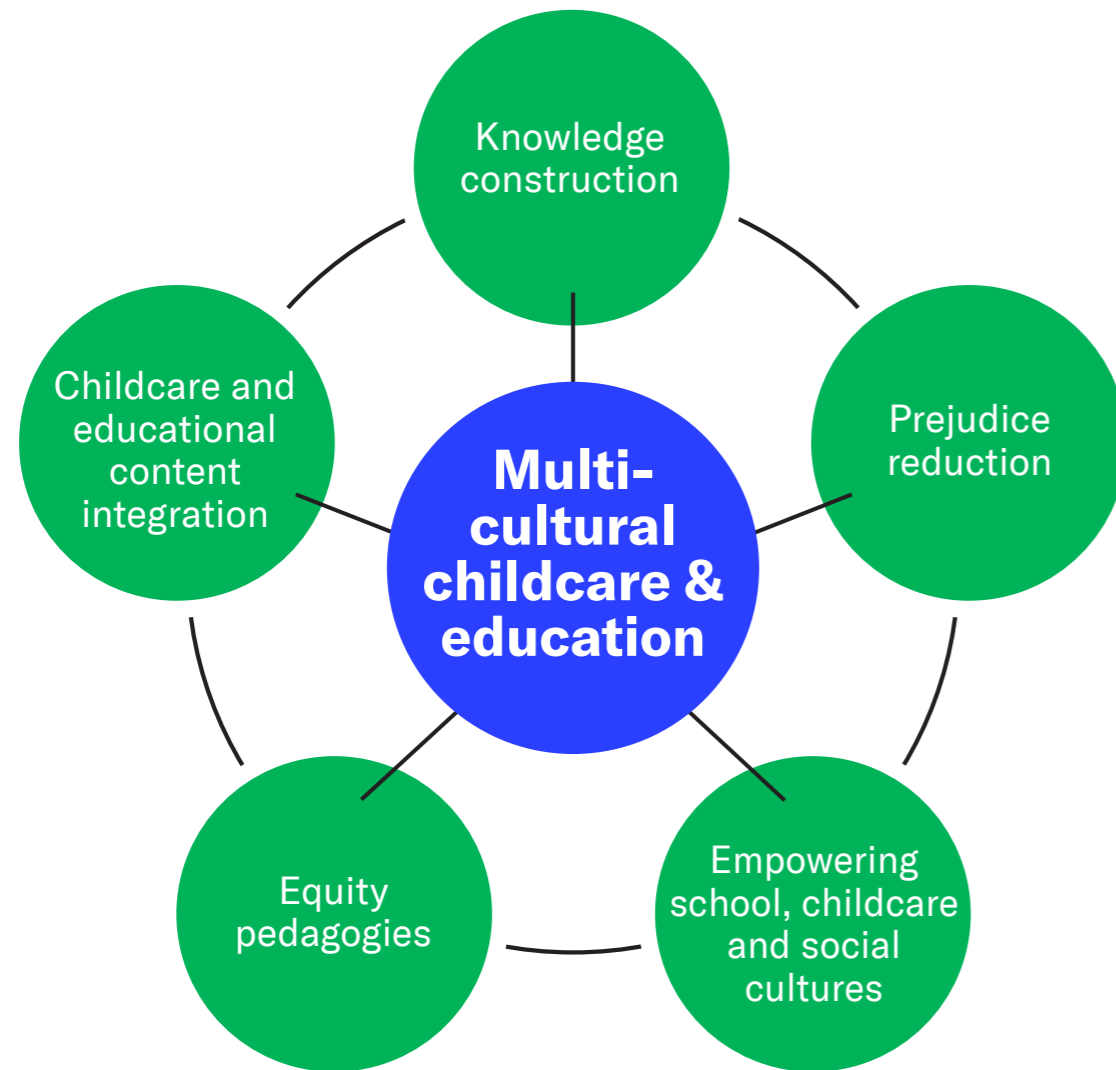 Knowledge
construction
Prejudice
reduction
Empowering
school, childcare
and social
cultures
Equity
pedagogies
Childcare and
educational
content
integration
Multi-
cultural
childcare &
education